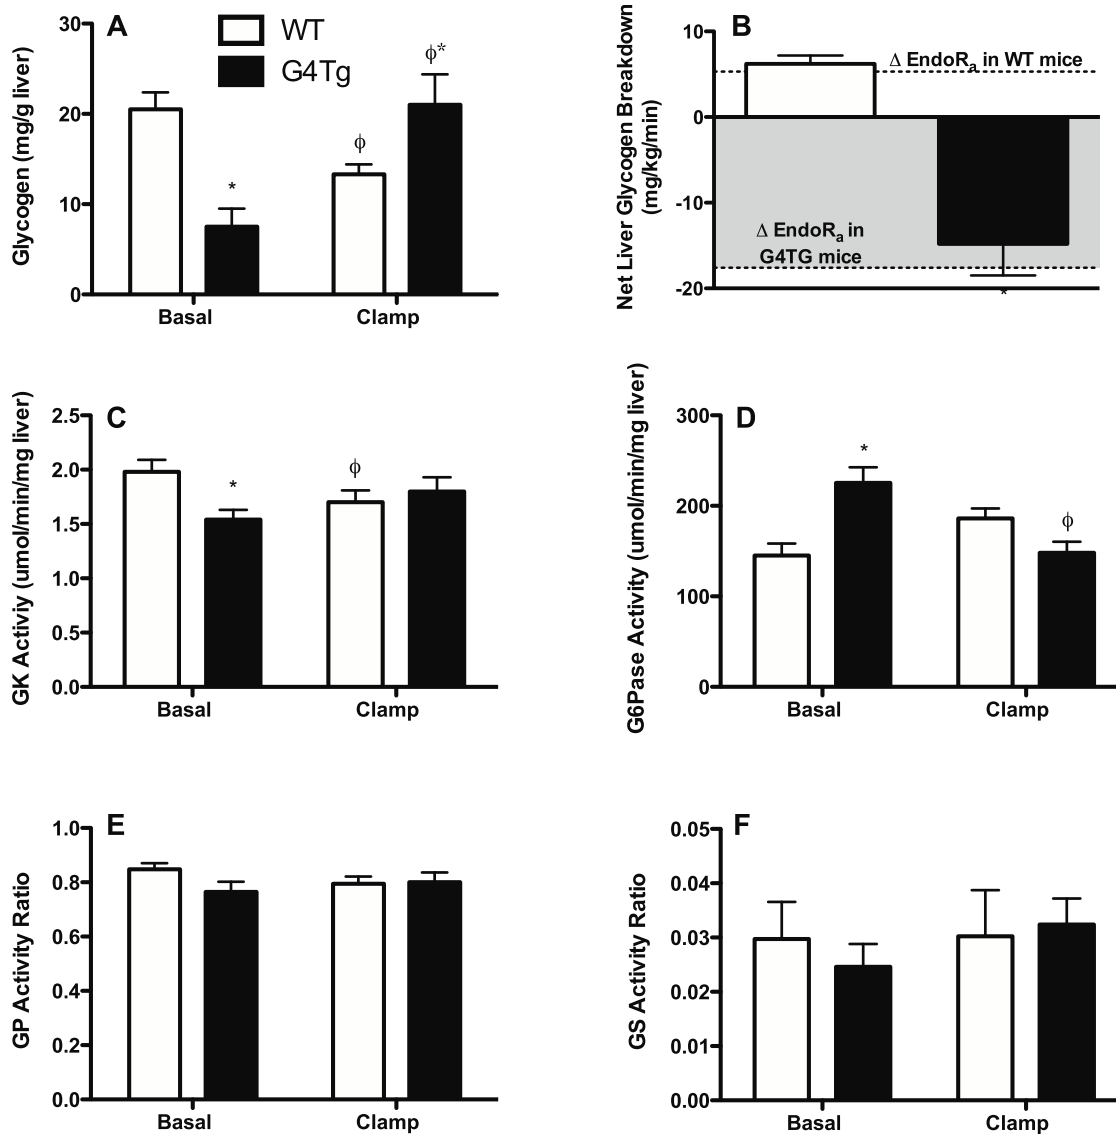 A
WT
G4Tg
Glycogen (mg/g liver)
30
20
10
0
*
ϕ
ϕ*
Basal
Clamp
B
Net Liver Glycogen Breakdown
(mg/kg/min)
10
0
-10
-20
Δ EndoRa in WT mice
Δ EndoRa in
G4TG mice
*
C
GK Activiy (umol/min/mg liver)
2.5
2.0
1.5
1.0
0.5
0.0
*
ϕ
Basal
Clamp
D
G6Pase Activity (umol/min/mg liver)
300
200
100
0
*
ϕ
Basal
Clamp
E
GP Activity Ratio
1.0
0.8
0.6
0.4
0.2
0.0
Basal
Clamp
F
GS Activity Ratio
0.05
0.04
0.03
0.02
0.01
0.00
Basal
Clamp